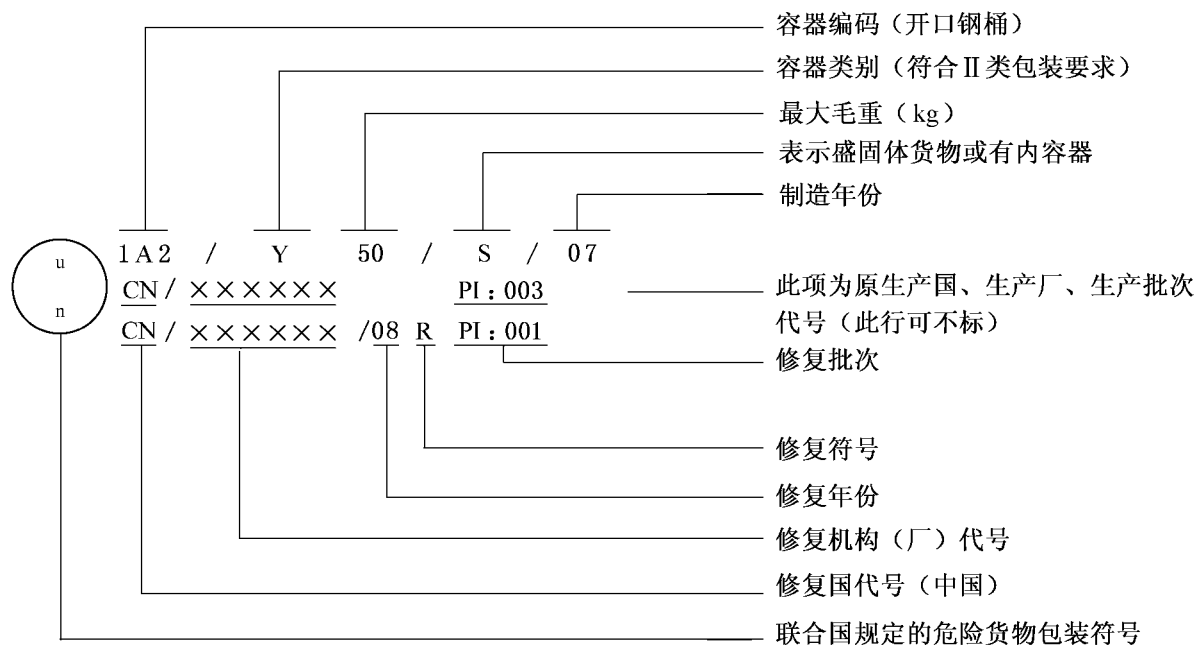 容器编码（开口钢桶）
容器类别（符合Ⅱ类包装要求）
最大毛重（kg）
表示盛固体货物或有内容器
制造年份
u
n
1A2 / Y 50 / S / 07
CN/×××××× PI:003
CN/×××××× /08 R PI:001
此项为原生产国、生产厂、生产批次
代号（此行可不标）
修复批次
修复符号
修复年份
修复机构（厂）代号
修复国代号（中国）
联合国规定的危险货物包装符号